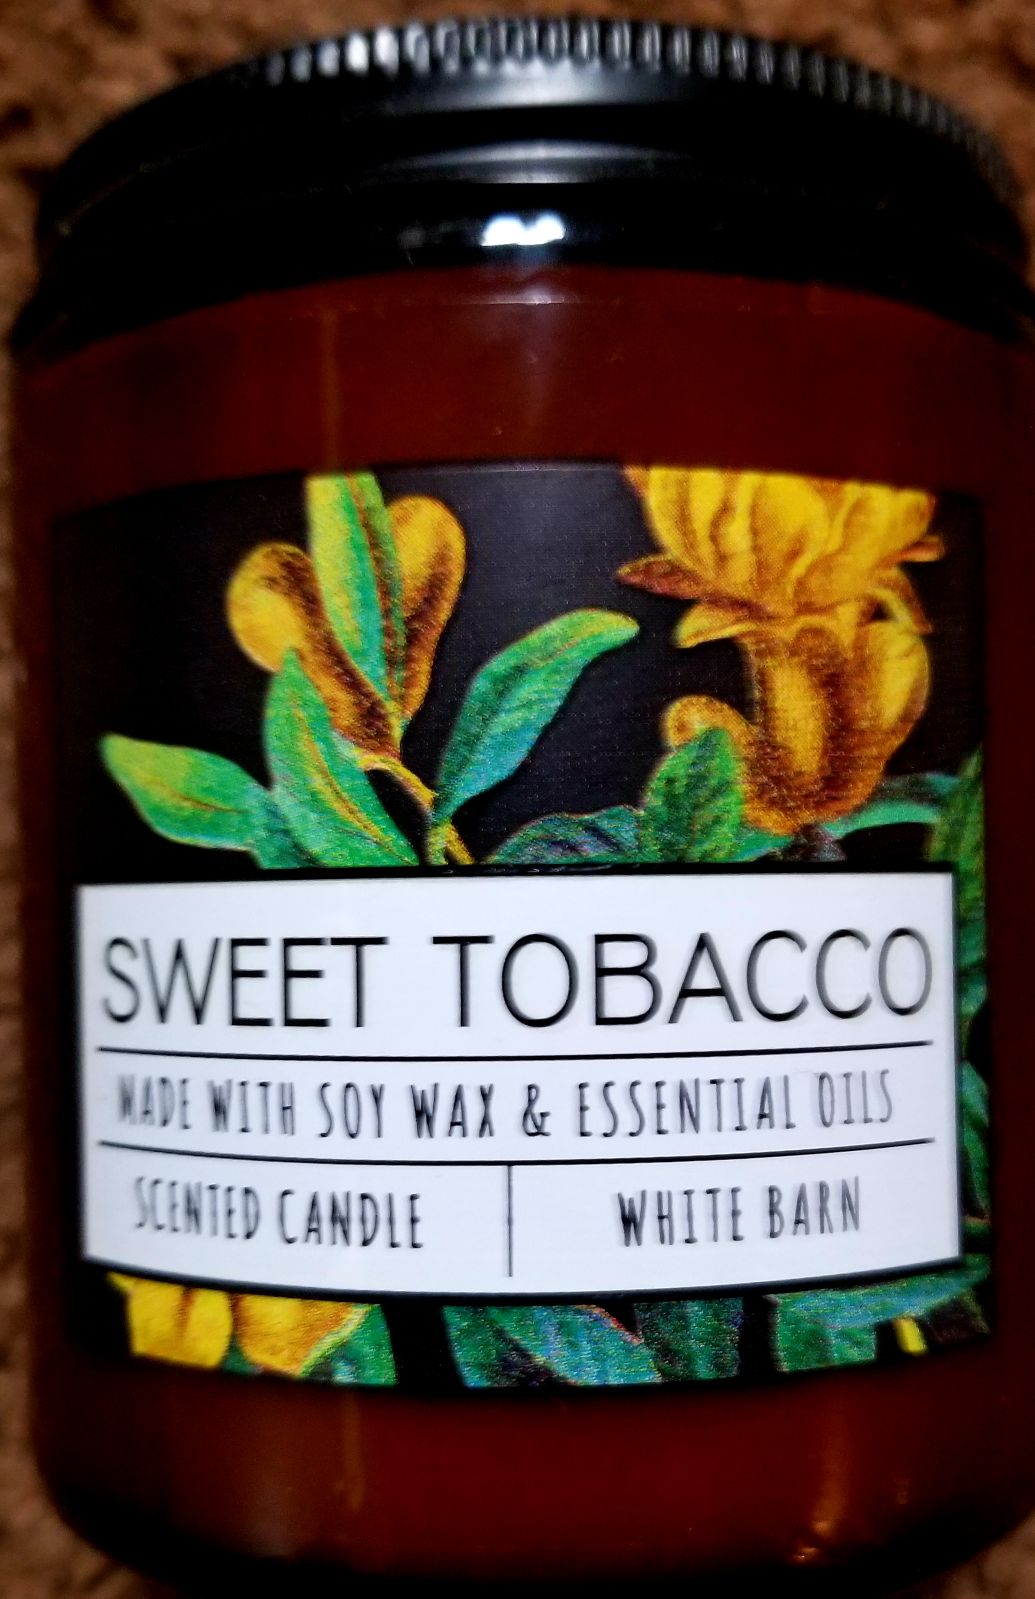 SWEET TOBACCO
MADE WITH SOY WAX & ESSENTIAL OILS
SCENTED CANDLE
WHITE BARN